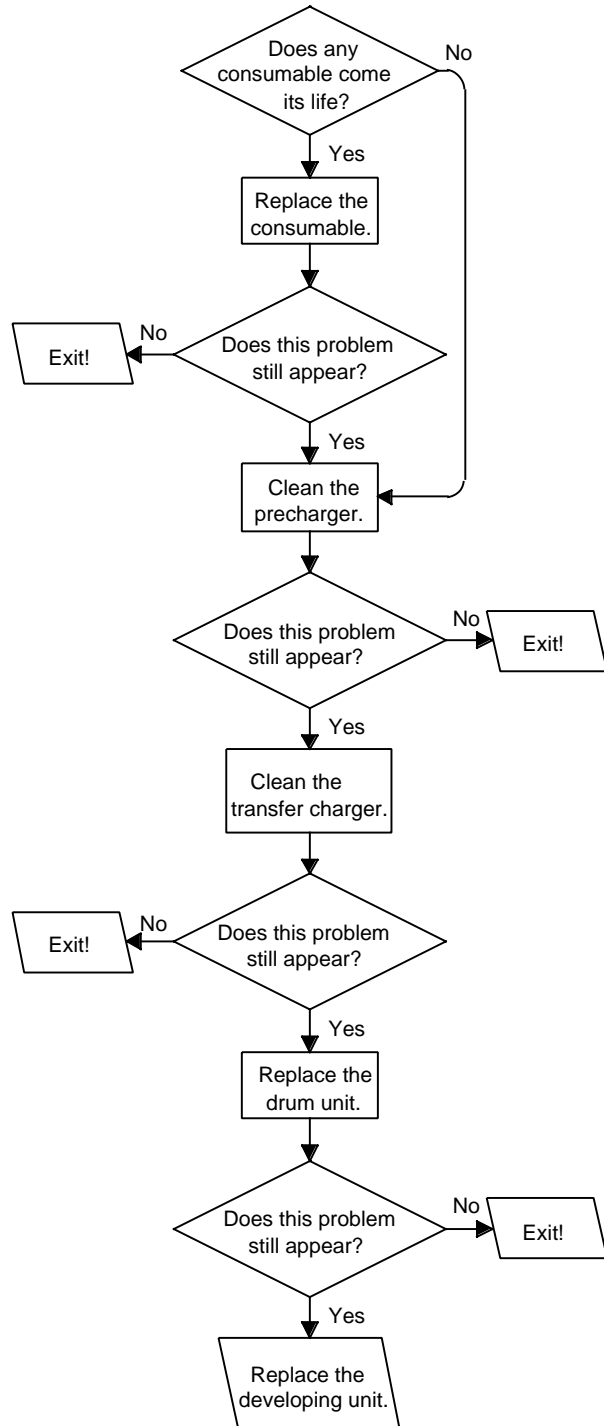 Does any
consumable come
its life?
No
Yes
Replace the
consumable.
Does this problem
still appear?
No
Exit!
Yes
Clean the
precharger.
Does this problem
still appear?
No
Exit!
Yes
Clean the
transfer charger.
Does this problem
still appear?
No
Exit!
Yes
Replace the
drum unit.
Does this problem
still appear?
No
Exit!
Yes
Replace the
developing unit.